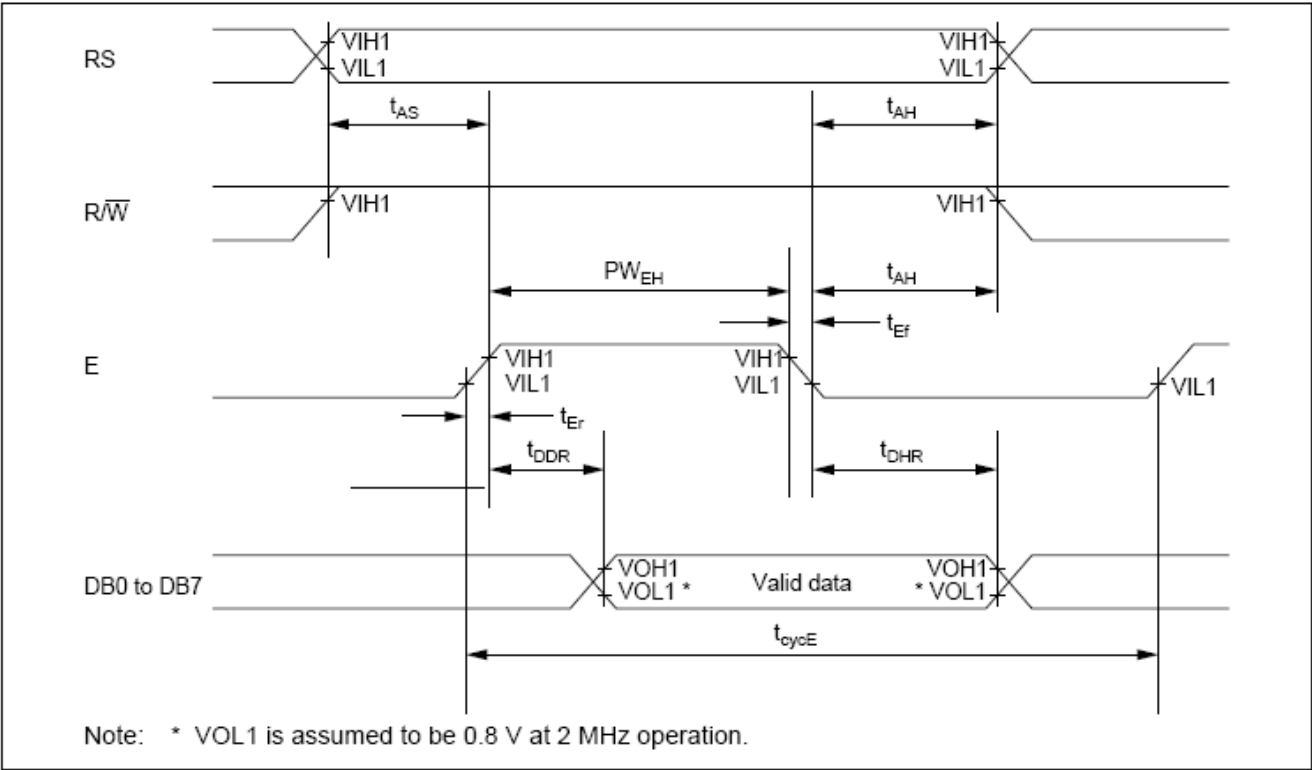 RS
VIH1
VIL1
VIH1
VIL1
tAS
tAH
R/W̅
VIH1
VIH1
PWEH
tAH
tEf
E
VIH1
VIL1
VIH1
VIL1
VIL1
tEr
tDDR
tDHR
DB0 to DB7
VOH1
VOL1 *
Valid data
VOH1
* VOL1
tcycE
Note: * VOL1 is assumed to be 0.8 V at 2 MHz operation.